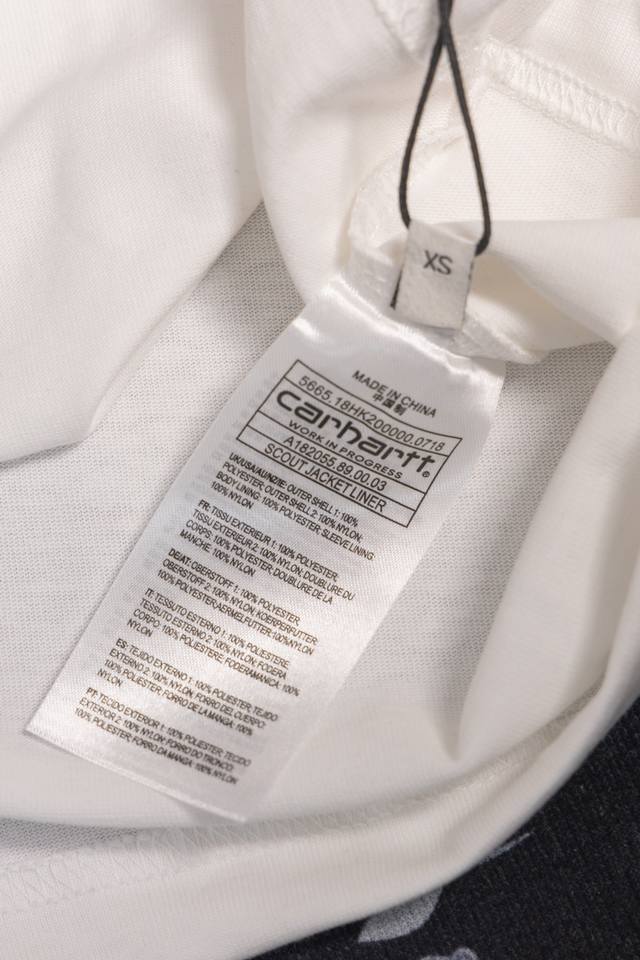 XS
MADE IN CHINA
中国制
5665.18HK200000.0718
carhartt®
WORK IN PROGRESS
A182055.89.00.03
SCOUT JACKET LINER
UK/USA/AU/NZ/IE: OUTER SHELL 1: 100%
POLYESTER; OUTER SHELL 2: 100% NYLON;
BODY LINING: 100% POLYESTER; SLEEVE LINING:
100% NYLON
FR: TISSU EXTERIEUR 1: 100% POLYESTER;
TISSU EXTERIEUR 2: 100% NYLON; DOUBLURE DU
CORPS: 100% POLYESTER; DOUBLURE DE LA
MANCHE: 100% NYLON
DE/AT: OBERSTOFF 1: 100% POLYESTER
OBERSTOFF 2: 100% NYLON; KOERPERFUTTER:
100% POLYESTER;ÄRMELFUTTER:100%NYLON
IT: TESSUTO ESTERNO 1: 100% POLIESTERE;
TESSUTO ESTERNO 2: 100% NYLON; FODERA
CORPO: 100% POLIESTERE; FODERA MANICA: 100%
NYLON
ES: TEJIDO EXTERNO 1: 100% POLIESTER; TEJIDO
EXTERNO 2: 100% NYLON; FORRO DEL CUERPO:
100% POLIESTER; FORRO DE LA MANGA: 100%
NYLON
PT: TECIDO EXTERIOR 1: 100% POLIESTER; TECIDO
EXTERIOR 2: 100% NYLON; FORRO DO TRONCO:
100% POLIESTER; FORRO DA MANGA: 100% NYLON